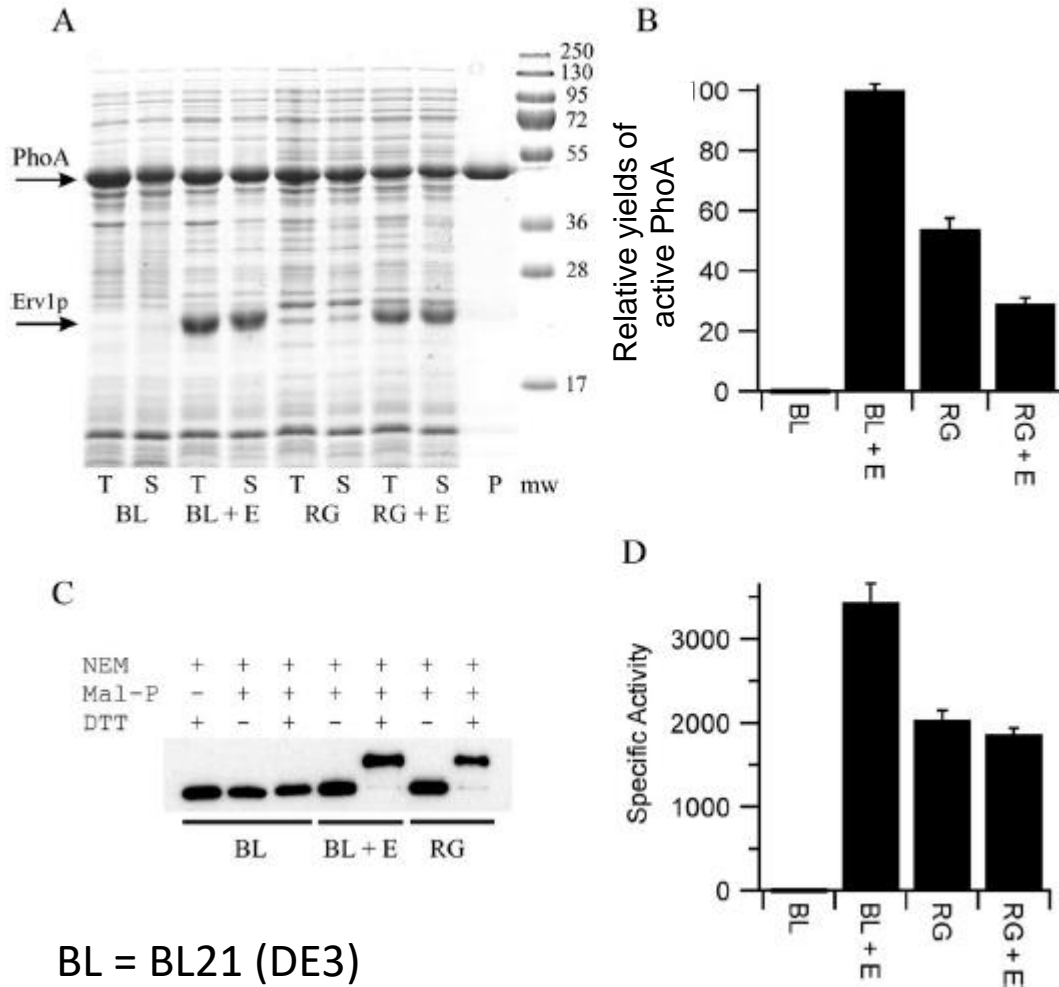 A
PhoA
Erv1p
250
130
95
72
55
36
28
17
T S T S T S T S P mw
BL BL + E RG RG + E
B
Relative yields of
active PhoA
100
80
60
40
20
0
BL BL + E RG RG + E
C
NEM + + + + + + +
Mal-P - + + + + + +
DTT + - + - + - +
BL BL + E RG
D
Specific Activity
3000
2000
1000
0
BL BL + E RG RG + E
BL = BL21 (DE3)